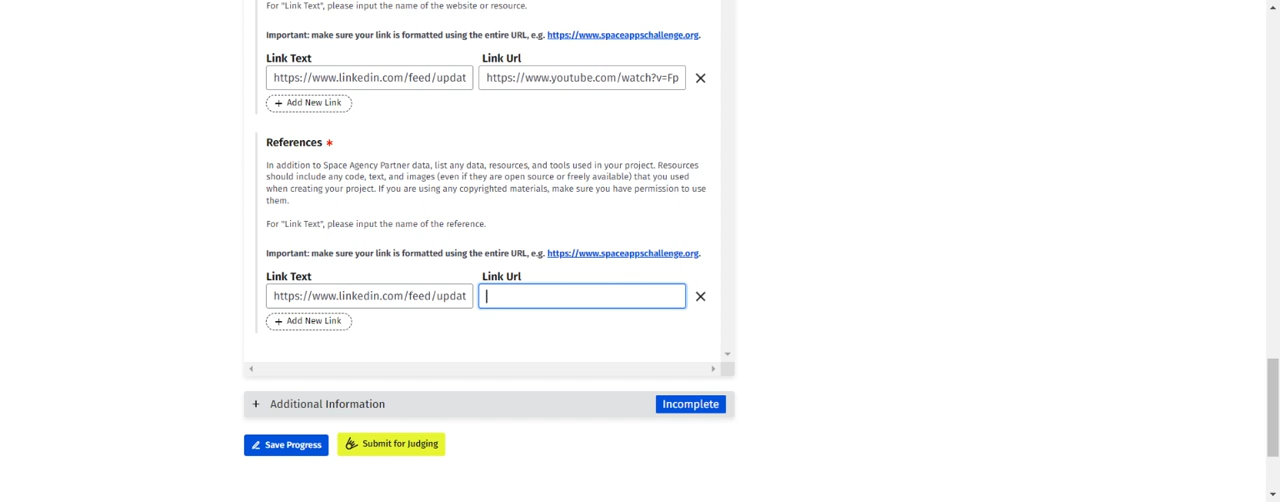 For "Link Text", please input the name of the website or resource.
Important: make sure your link is formatted using the entire URL, e.g. https://www.spaceappschallenge.org.
Link Text Link Url
https://www.linkedin.com/feed/updat https://www.youtube.com/watch?v=Fp
+ Add New Link
References *
In addition to Space Agency Partner data, list any data, resources, and tools used in your project. Resources
should include any code, text, and images (even if they are open source or freely available) that you used
when creating your project. If you are using any copyrighted materials, make sure you have permission to use
them.
For "Link Text", please input the name of the reference.
Important: make sure your link is formatted using the entire URL, e.g. https://www.spaceappschallenge.org.
Link Text Link Url
https://www.linkedin.com/feed/updat
+ Add New Link
+ Additional Information Incomplete
Save Progress Submit for Judging